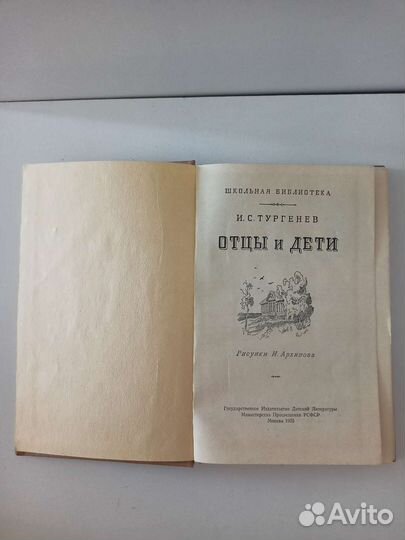 ШКОЛЬНАЯ БИБЛИОТЕКА
И. С. ТУРГЕНЕВ
ОТЦЫ и ДЕТИ
Рисунки И. Архипова
Государственное Издательство Детской Литературы
Министерства Просвещения РСФСР
Москва
Avito